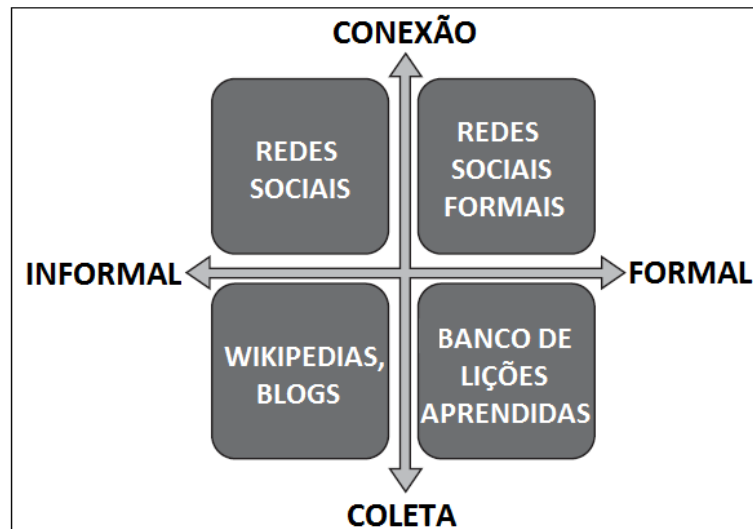 CONEXÃO
REDES
SOCIAIS
REDES
SOCIAIS
FORMAIS
INFORMAL
FORMAL
WIKIPEDIAS,
BLOGS
BANCO DE
LIÇÕES
APRENDIDAS
COLETA